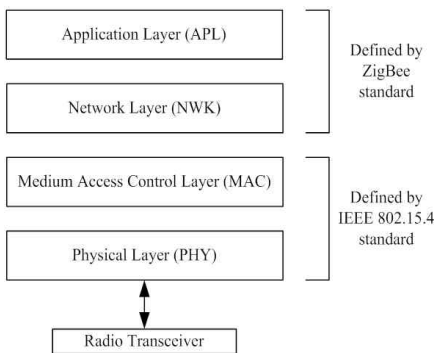 Application Layer (APL)
Network Layer (NWK)
Defined by
ZigBee
standard
Medium Access Control Layer (MAC)
Physical Layer (PHY)
Defined by
IEEE 802.15.4
standard
Radio Transceiver